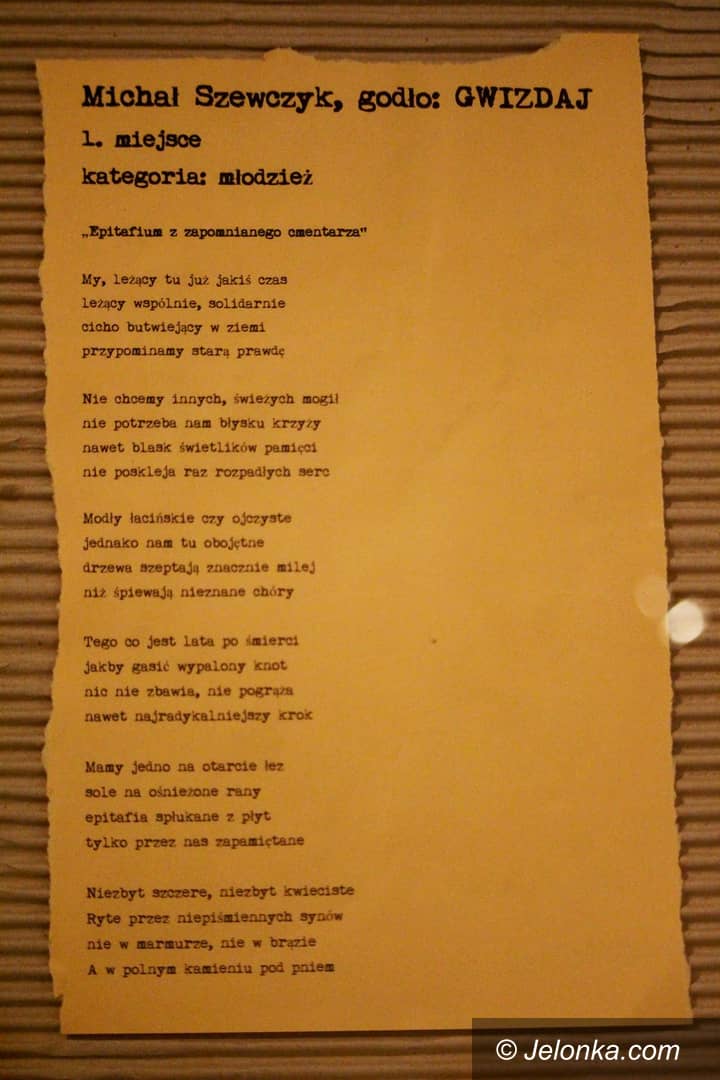 Michał Szewczyk, godło: GWIZDAJ
1. miejsce
kategoria: młodzież
„Epitafium z zapomnianego cmentarza"
My, leżący tu już jakiś czas
leżący wspólnie, solidarnie
cicho butwiejący w ziemi
przypominamy starą prawdę
Nie chcemy innych, świeżych mogił
nie potrzeba nam błysku krzyży
nawet blask świetlików pamięci
nie poskleja raz rozpadłych serc
Modły łacińskie czy ojczyste
jednako nam tu obojętne
drzewa szeptają znacznie milej
niż śpiewają nieznane chóry
Tego co jest lata po śmierci
jakby gasić wypalony knot
nic nie zbawia, nie pogrąża
nawet najradykalniejszy krok
Mamy jedno na otarcie łez
sole na ośnieżone rany
epitafia spłukane z płyt
tylko przez nas zapamiętane
Niezbyt szczere, niezbyt kwieciste
Ryte przez niepiśmiennych synów
nie w marmurze, nie w brązie
A w polnym kamieniu pod pniem
© Jelonka.com